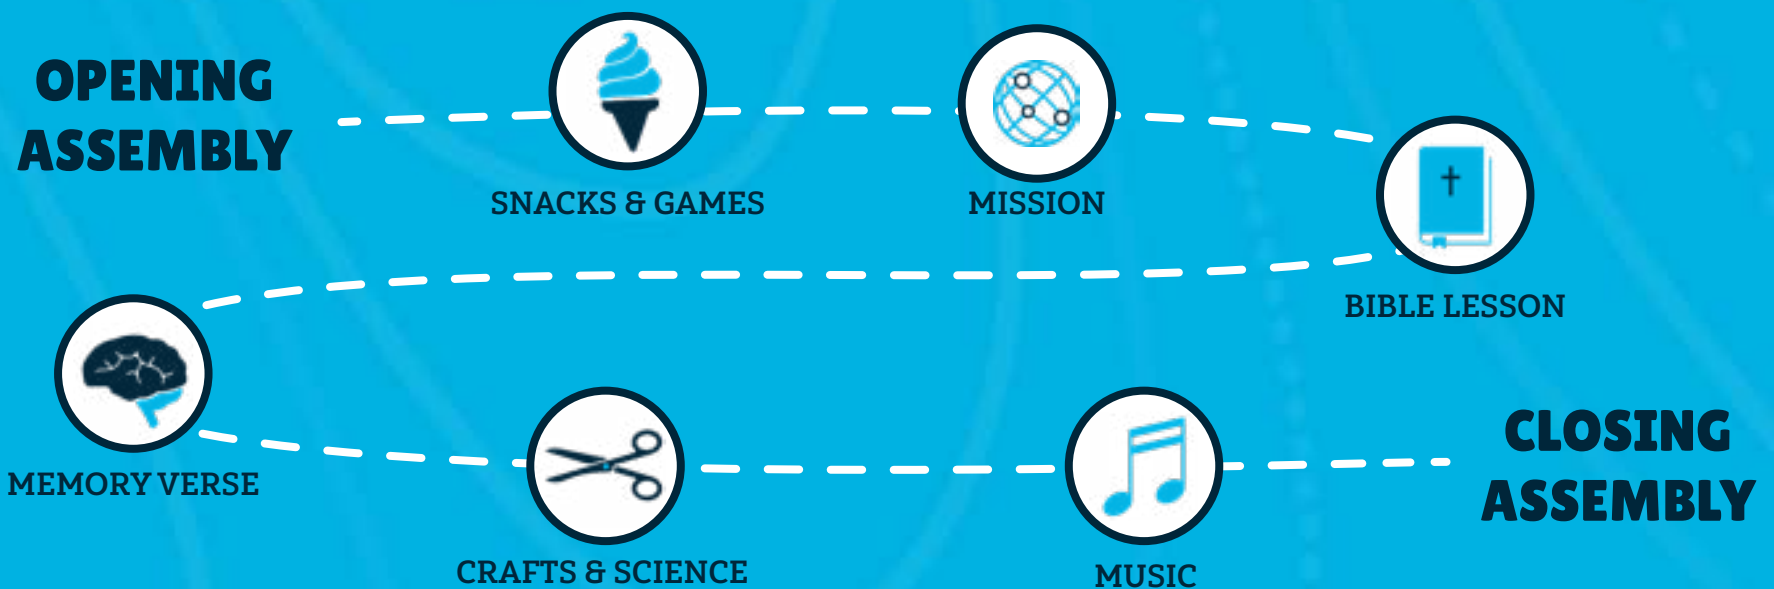 OPENING
ASSEMBLY
SNACKS & GAMES
MISSION
BIBLE LESSON
MEMORY VERSE
CRAFTS & SCIENCE
MUSIC
CLOSING
ASSEMBLY